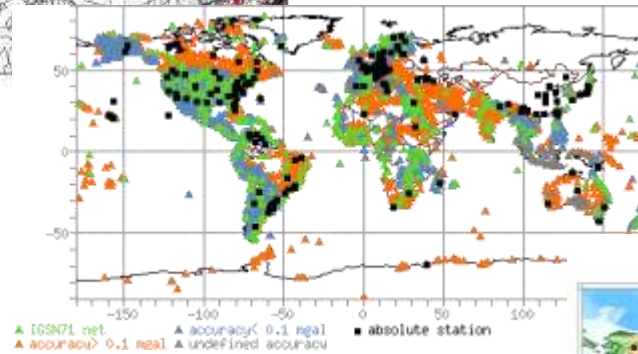 50
0
-50
-150 -100 -50 0 50 100
IGSN71 net accuracy< 0.1 mgal absolute station
accuracy> 0.1 mgal undefined accuracy